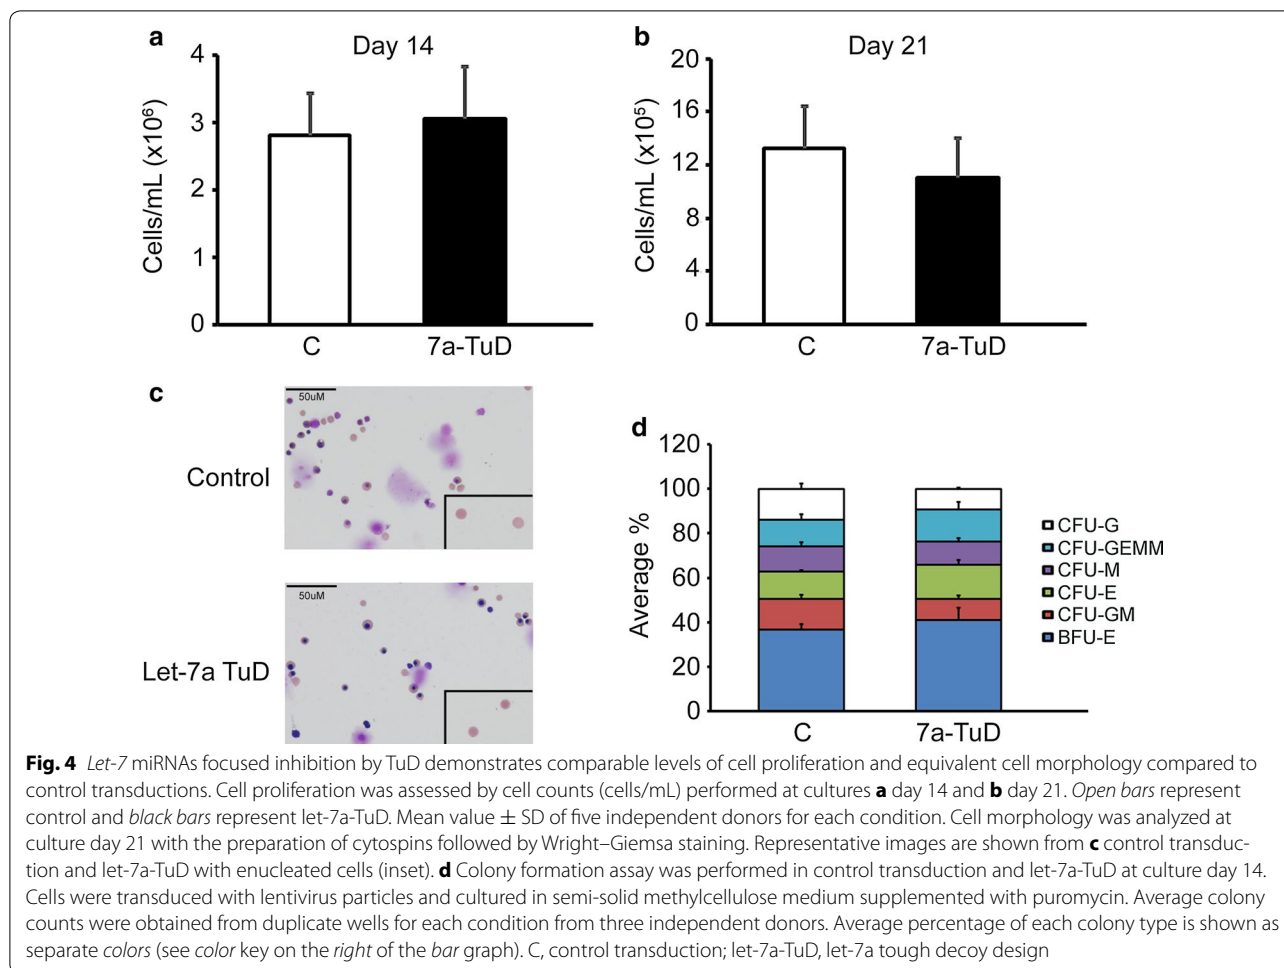 a
Day 14
4
3
2
1
0
Cells/mL (x10⁶)
C
7a-TuD
b
Day 21
20
16
12
8
4
0
Cells/mL (x10⁵)
C
7a-TuD
c
50uM
Control
50uM
Let-7a TuD
d
120
100
80
60
40
20
0
Average %
C
7a-TuD
CFU-G
CFU-GEMM
CFU-M
CFU-E
CFU-GM
BFU-E
Fig. 4 Let-7 miRNAs focused inhibition by TuD demonstrates comparable levels of cell proliferation and equivalent cell morphology compared to
control transductions. Cell proliferation was assessed by cell counts (cells/mL) performed at cultures a day 14 and b day 21. Open bars represent
control and black bars represent let-7a-TuD. Mean value ± SD of five independent donors for each condition. Cell morphology was analyzed at
culture day 21 with the preparation of cytospins followed by Wright–Giemsa staining. Representative images are shown from c control transduc-
tion and let-7a-TuD with enucleated cells (inset). d Colony formation assay was performed in control transduction and let-7a-TuD at culture day 14.
Cells were transduced with lentivirus particles and cultured in semi-solid methylcellulose medium supplemented with puromycin. Average colony
counts were obtained from duplicate wells for each condition from three independent donors. Average percentage of each colony type is shown as
separate colors (see color key on the right of the bar graph). C, control transduction; let-7a-TuD, let-7a tough decoy design